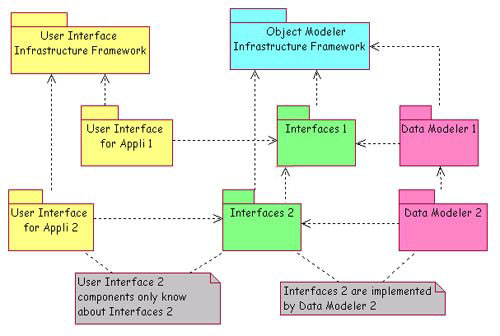 User Interface
Infrastructure Framework
Object Modeler
Infrastructure Framework
User Interface
for Appli 1
Interfaces 1
Data Modeler 1
User Interface
for Appli 2
Interfaces 2
Data Modeler 2
User Interface 2
components only know
about Interfaces 2
Interfaces 2 are implemented
by Data Modeler 2